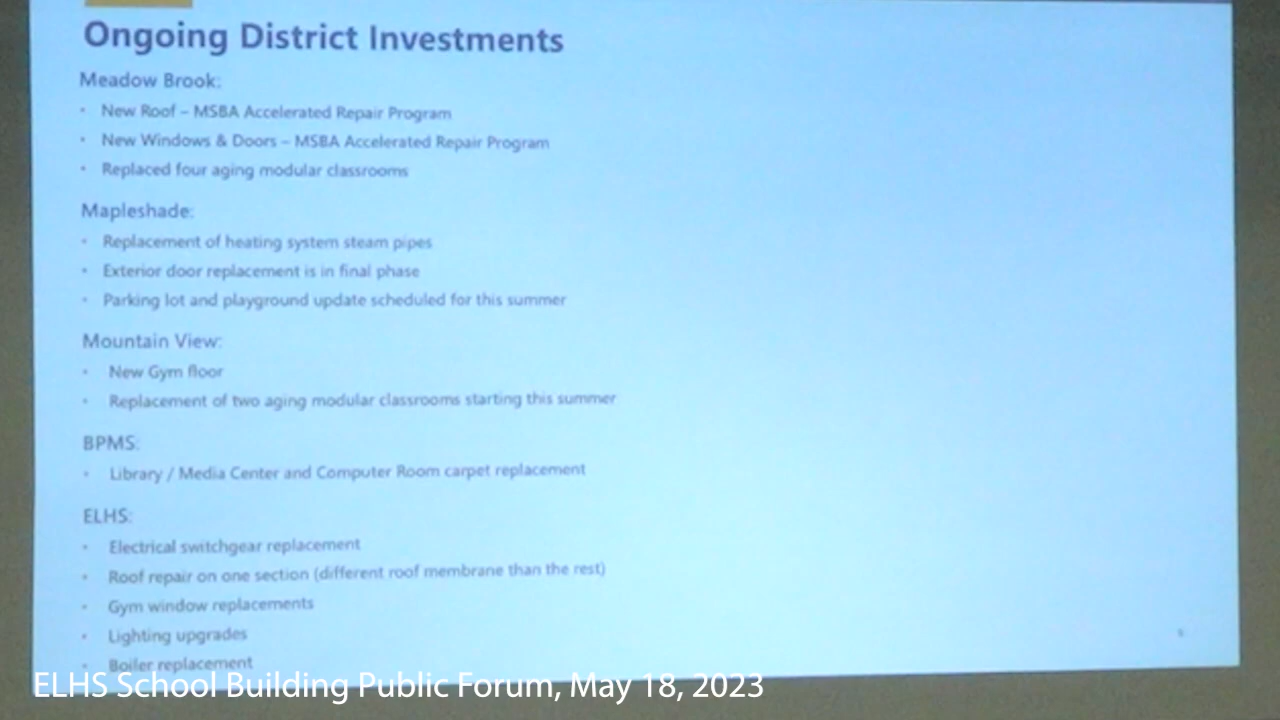 Ongoing District Investments
Meadow Brook:
• New Roof – MSBA Accelerated Repair Program
• New Windows & Doors – MSBA Accelerated Repair Program
• Replaced four aging modular classrooms
Mapleshade:
• Replacement of heating system steam pipes
• Exterior door replacement is in final phase
• Parking lot and playground update scheduled for this summer
Mountain View:
• New Gym floor
• Replacement of two aging modular classrooms starting this summer
BPMS:
• Library / Media Center and Computer Room carpet replacement
ELHS:
• Electrical switchgear replacement
• Roof repair on one section (different roof membrane than the rest)
• Gym window replacements
• Lighting upgrades
• Boiler replacement
ELHS School Building Public Forum, May 18, 2023